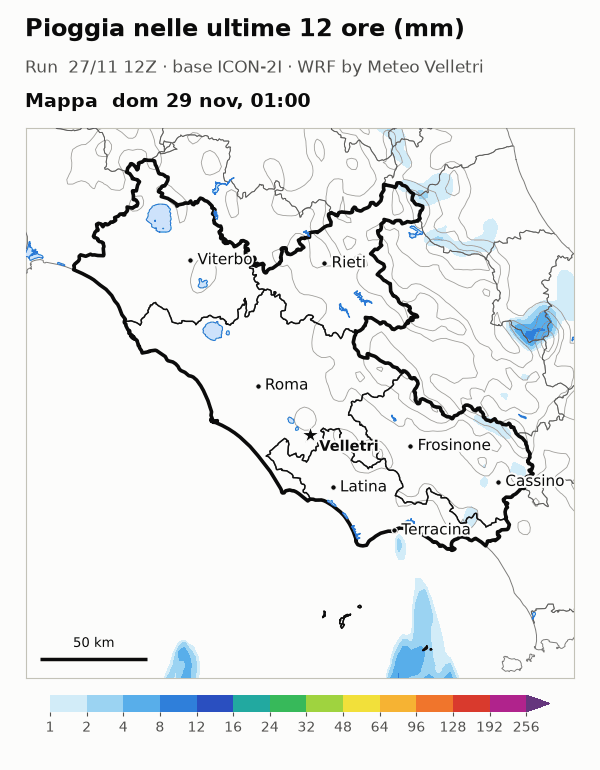 Pioggia nelle ultime 12 ore (mm)
Run  27/11 12Z · base ICON-2I · WRF by Meteo Velletri
Mappa  dom 29 nov, 01:00
Viterbo
Rieti
Roma
Velletri
Frosinone
Cassino
Latina
Terracina
50 km
1 2 4 8 12 16 24 32 48 64 96 128 192 256